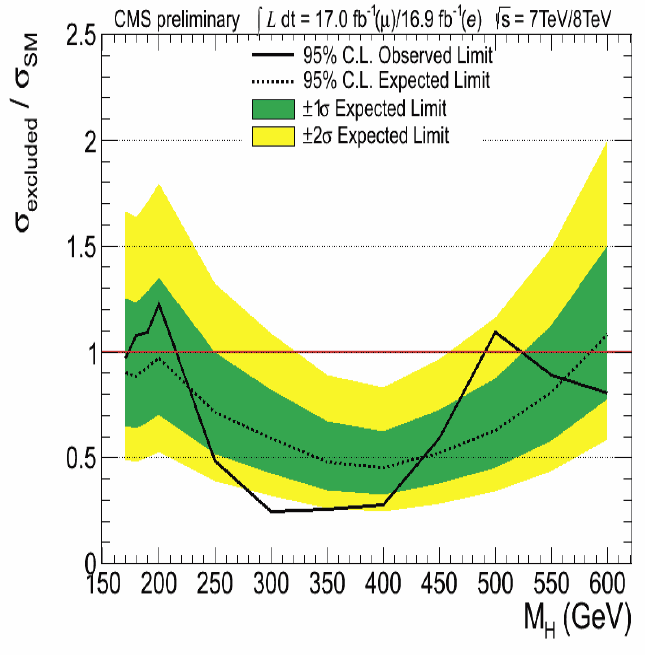 CMS preliminary ∫ L dt = 17.0 fb⁻¹(μ)/16.9 fb⁻¹(e) √s = 7TeV/8TeV
95% C.L. Observed Limit
95% C.L. Expected Limit
±1σ Expected Limit
±2σ Expected Limit
σexcluded / σSM
2.5
2
1.5
1
0.5
0
150 200 250 300 350 400 450 500 550 600
MH (GeV)